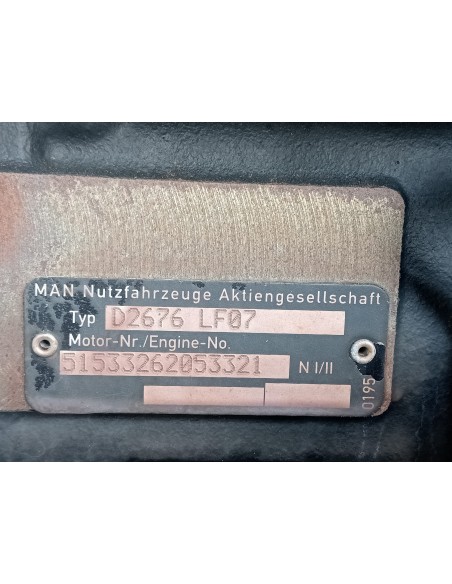 MAN Nutzfahrzeuge Aktiengesellschaft
Typ D2676 LF07
Motor-Nr./Engine-No.
51533262053321 N I/II
0195